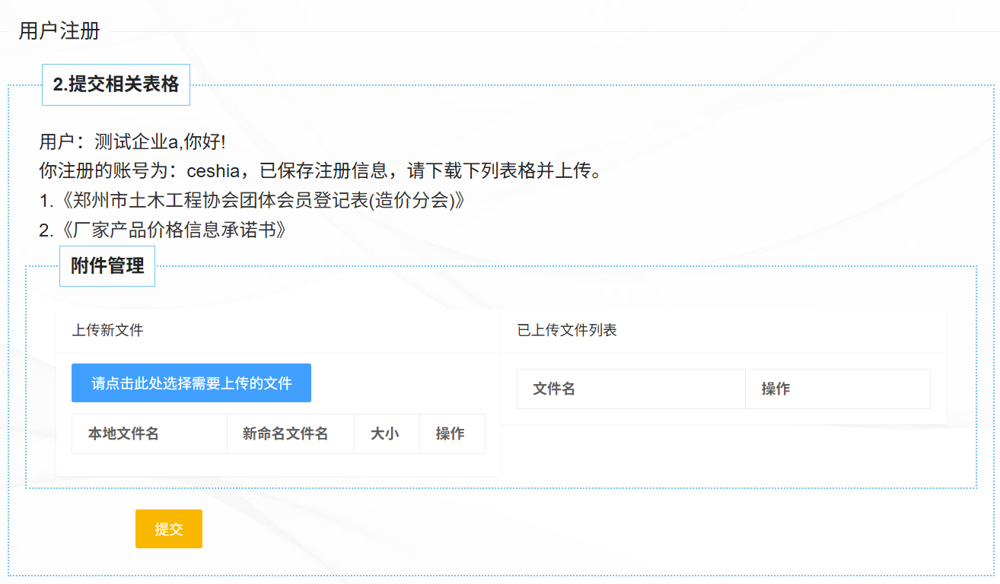 用户注册
2.提交相关表格
用户：测试企业a,你好!
你注册的账号为：ceshia，已保存注册信息，请下载下列表格并上传。
1.《郑州市土木工程协会团体会员登记表(造价分会)》
2.《厂家产品价格信息承诺书》
附件管理
上传新文件
请点击此处选择需要上传的文件
本地文件名 新命名文件名 大小 操作
已上传文件列表
文件名 操作
提交